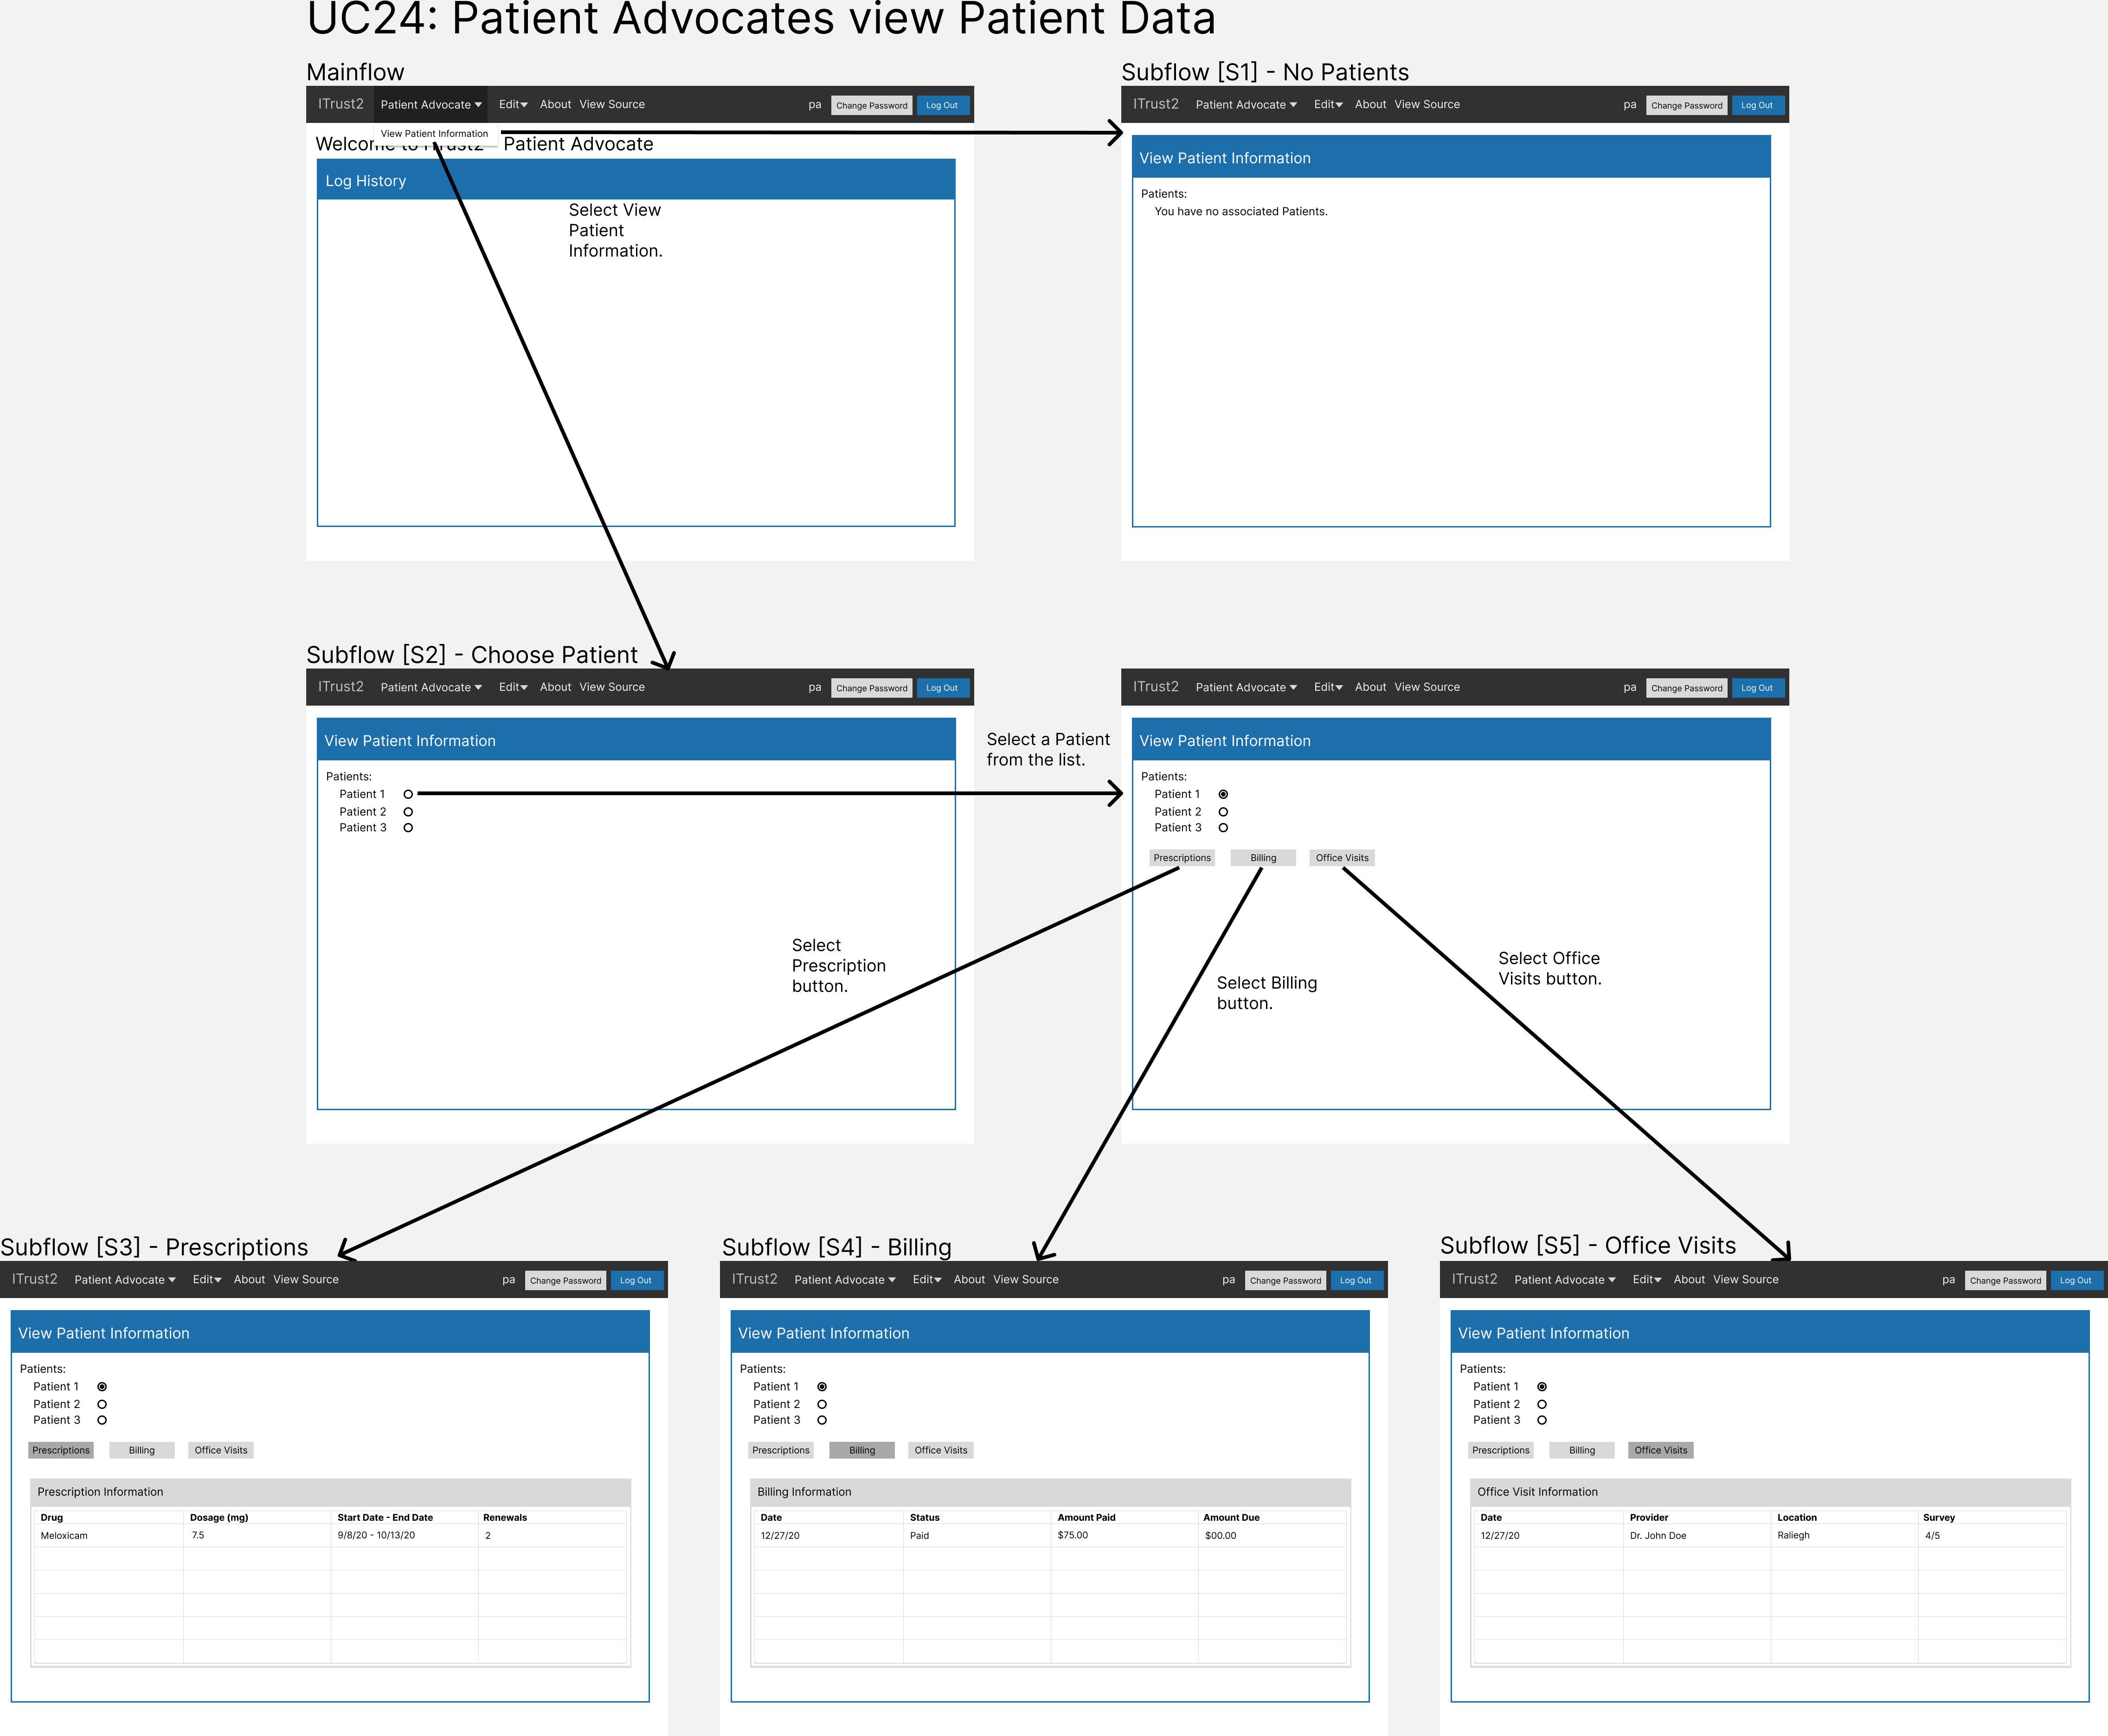 UC24: Patient Advocates view Patient Data
Mainflow
ITrust2 Patient Advocate Edit About View Source pa Change Password Log Out
View Patient Information
Welcome to iTrust2 - Patient Advocate
Log History
Select View
Patient
Information.
Subflow [S1] - No Patients
ITrust2 Patient Advocate Edit About View Source pa Change Password Log Out
View Patient Information
Patients:
You have no associated Patients.
Subflow [S2] - Choose Patient
ITrust2 Patient Advocate Edit About View Source pa Change Password Log Out
View Patient Information
Patients:
Patient 1
Patient 2
Patient 3
Select a Patient
from the list.
ITrust2 Patient Advocate Edit About View Source pa Change Password Log Out
View Patient Information
Patients:
Patient 1
Patient 2
Patient 3
Prescriptions Billing Office Visits
Select
Prescription
button.
Select Billing
button.
Select Office
Visits button.
Subflow [S3] - Prescriptions
ITrust2 Patient Advocate Edit About View Source pa Change Password Log Out
View Patient Information
Patients:
Patient 1
Patient 2
Patient 3
Prescriptions Billing Office Visits
Prescription Information
Drug Dosage (mg) Start Date - End Date Renewals
Meloxicam 7.5 9/8/20 - 10/13/20 2
Subflow [S4] - Billing
ITrust2 Patient Advocate Edit About View Source pa Change Password Log Out
View Patient Information
Patients:
Patient 1
Patient 2
Patient 3
Prescriptions Billing Office Visits
Billing Information
Date Status Amount Paid Amount Due
12/27/20 Paid $75.00 $00.00
Subflow [S5] - Office Visits
ITrust2 Patient Advocate Edit About View Source pa Change Password Log Out
View Patient Information
Patients:
Patient 1
Patient 2
Patient 3
Prescriptions Billing Office Visits
Office Visit Information
Date Provider Location Survey
12/27/20 Dr. John Doe Raliegh 4/5